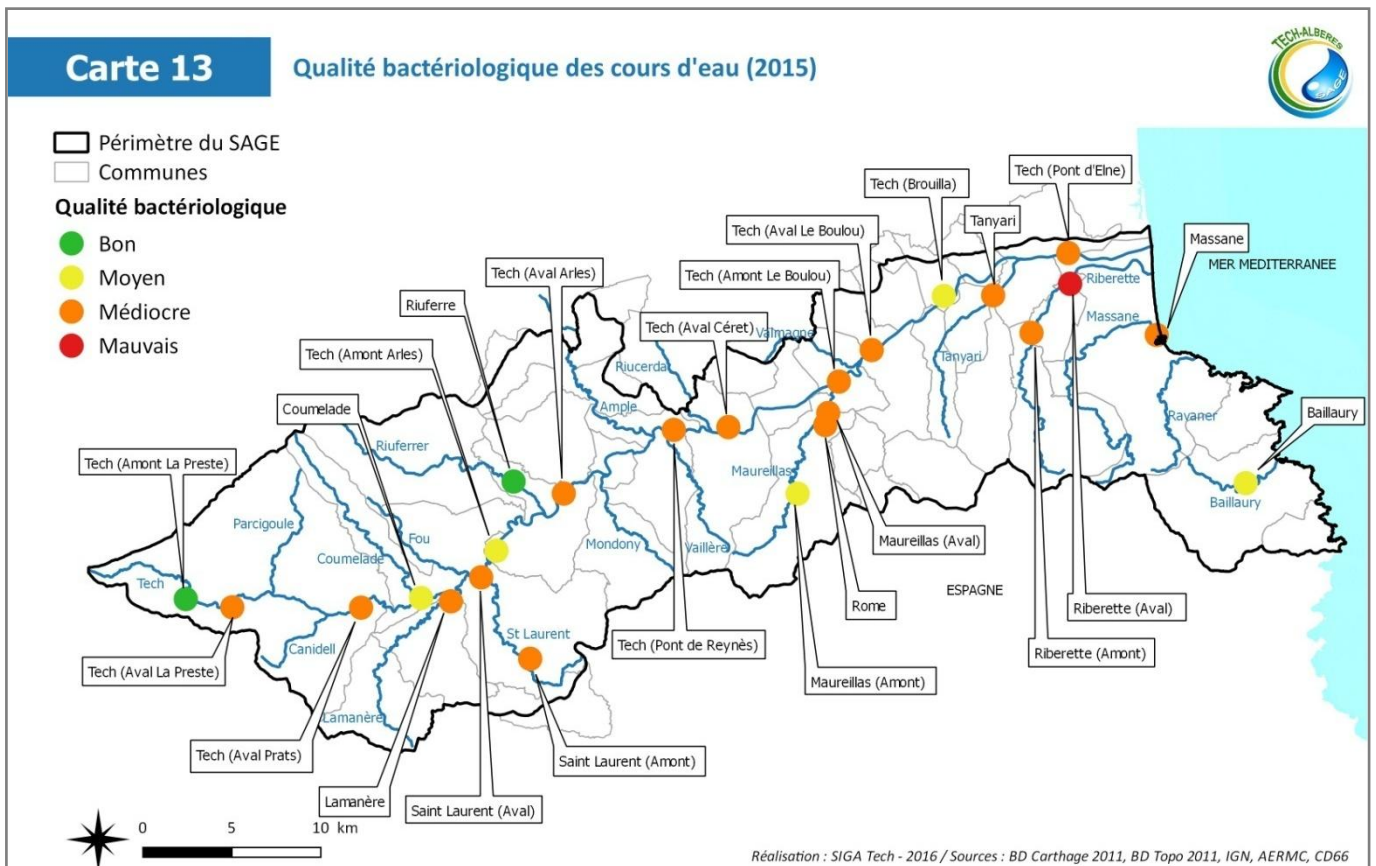 Carte 13
Qualité bactériologique des cours d'eau (2015)
TECH-ALBERES
SAGE
Périmètre du SAGE
Communes
Qualité bactériologique
Bon
Moyen
Médiocre
Mauvais
Tech (Pont d'Elne)
Tech (Brouilla)
Tanyari
Tech (Aval Le Boulou)
Massane
MER MEDITERRANEE
Tech (Aval Arles)
Tech (Amont Le Boulou)
Riberette
Riuferre
Massane
Tech (Aval Céret)
Valmagne
Tech (Amont Arles)
Riucerda
Tanyari
Coumelade
Ample
Ravaner
Baillaury
Tech (Amont La Preste)
Riuferrer
Maureillas
Baillaury
Parcigoule
Fou
Mondony
Vaillère
Maureillas (Aval)
Coumelade
Tech
ESPAGNE
Rome
Riberette (Aval)
St Laurent
Tech (Pont de Reynès)
Canidell
Riberette (Amont)
Tech (Aval La Preste)
Maureillas (Amont)
Lamanère
Tech (Aval Prats)
Saint Laurent (Amont)
Lamanère
Saint Laurent (Aval)
0 5 10 km
Réalisation : SIGA Tech - 2016 / Sources : BD Carthage 2011, BD Topo 2011, IGN, AERMC, CD66